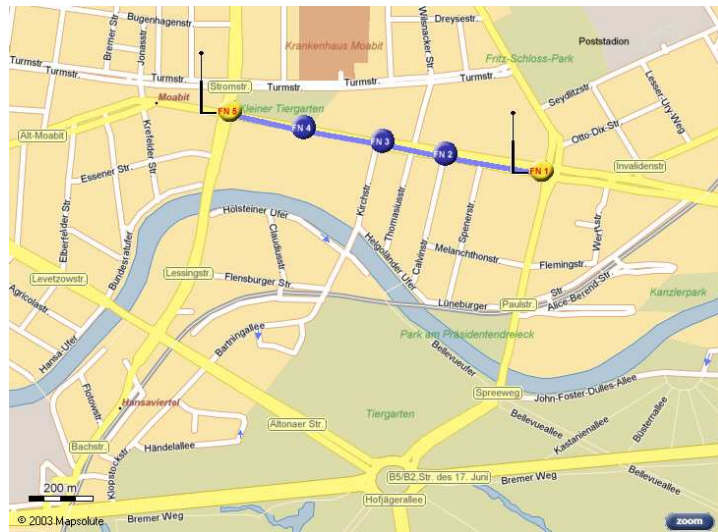 Bugenhagenstr.
Bremer Str.
Jonasstr.
Wilsnacker Str.
Dreysestr.
Krankenhaus Moabit
Fritz-Schloss-Park
Poststadion
Turmstr.
Turmstr.
Turmstr.
Turmstr.
Turmstr.
Stromstr.
Seydlitzstr.
Lesser-Ury-Weg
Moabit
Kleiner Tiergarten
FN 5
FN 4
FN 3
FN 2
FN 1
Alt-Moabit
Krefelder Str.
Otto-Dix-Str.
Invalidenstr
Essener Str.
Kirchstr.
Thomasiusstr.
Calvinstr.
Spenerstr.
Werftstr.
Elberfelder Str.
Bundesratufer
Holsteiner Ufer
Claudiusstr.
Helgoländer Ufer
Melanchthonstr.
Flemingstr.
Levetzowstr.
Lessingstr.
Flensburger Str.
Lüneburger
Str.
Paulstr.
Alice-Berend-Str.
Kanzlerpark
Agricolastr.
Hansa-Ufer
Bartningallee
Park am Präsidentendreieck
Bellevueufer
Flotowstr.
Hansaviertel
Tiergarten
Spreeweg
John-Foster-Dulles-Allee
Bellevueallee
Kastanienallee
Büsternallee
Altonaer Str.
Bachstr.
Händelallee
Klopstockstr.
Bellevueallee
B5/B2,Str. des 17. Juni
Bremer Weg
Hofjägerallee
200 m
© 2003 Mapsolute
Bremer Weg
zoom